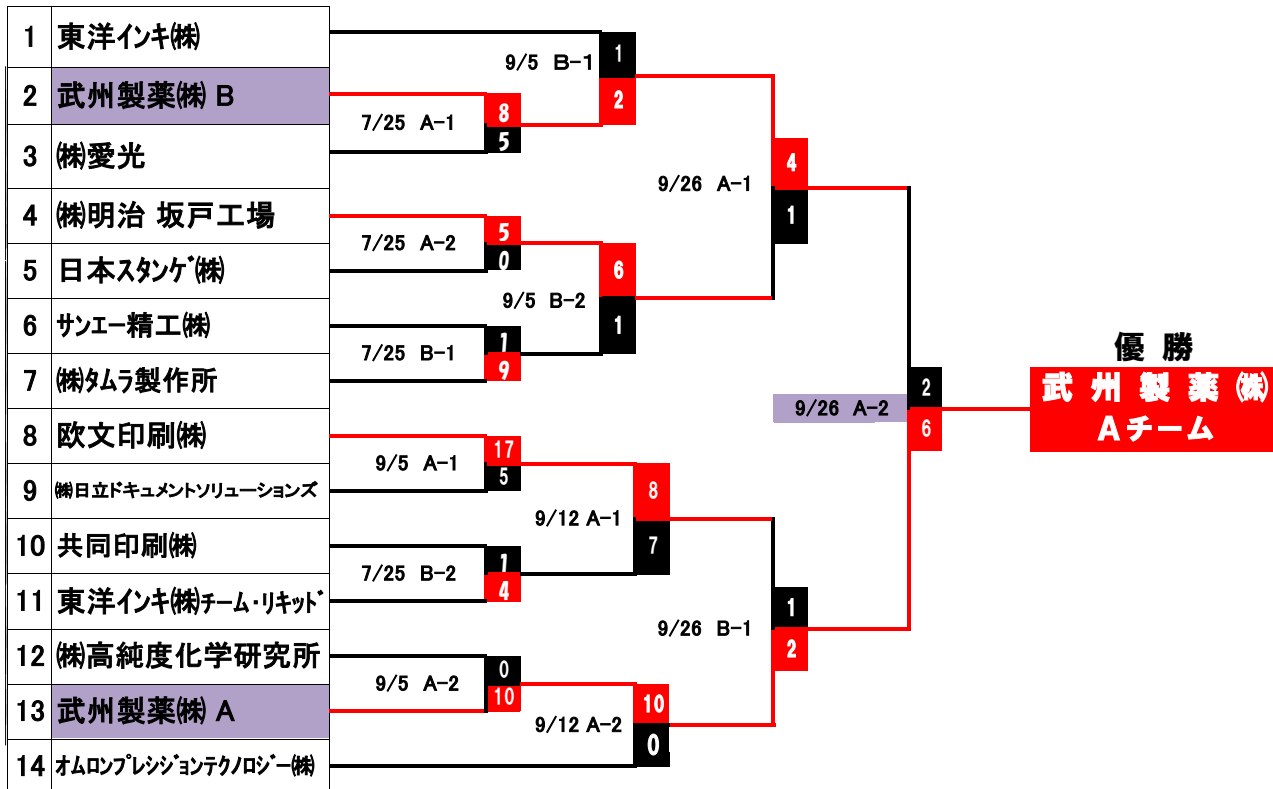 1 東洋インキ㈱
2 武州製薬㈱ B
3 ㈱愛光
4 ㈱明治 坂戸工場
5 日本スタンゲ㈱
6 サンエー精工㈱
7 ㈱タムラ製作所
8 欧文印刷㈱
9 ㈱日立ドキュメントソリューションズ
10 共同印刷㈱
11 東洋インキ㈱チーム・リキッド
12 ㈱高純度化学研究所
13 武州製薬㈱ A
14 オムロンプレシジョンテクノロジー㈱
7/25 A-1
8
5
7/25 A-2
5
0
7/25 B-1
1
9
9/5 A-1
17
5
7/25 B-2
1
4
9/5 A-2
0
10
9/5 B-1
1
2
9/5 B-2
6
1
9/12 A-1
8
7
9/12 A-2
10
0
9/26 A-1
4
1
9/26 B-1
1
2
9/26 A-2
2
6
優 勝
武 州 製 薬 ㈱
Aチーム